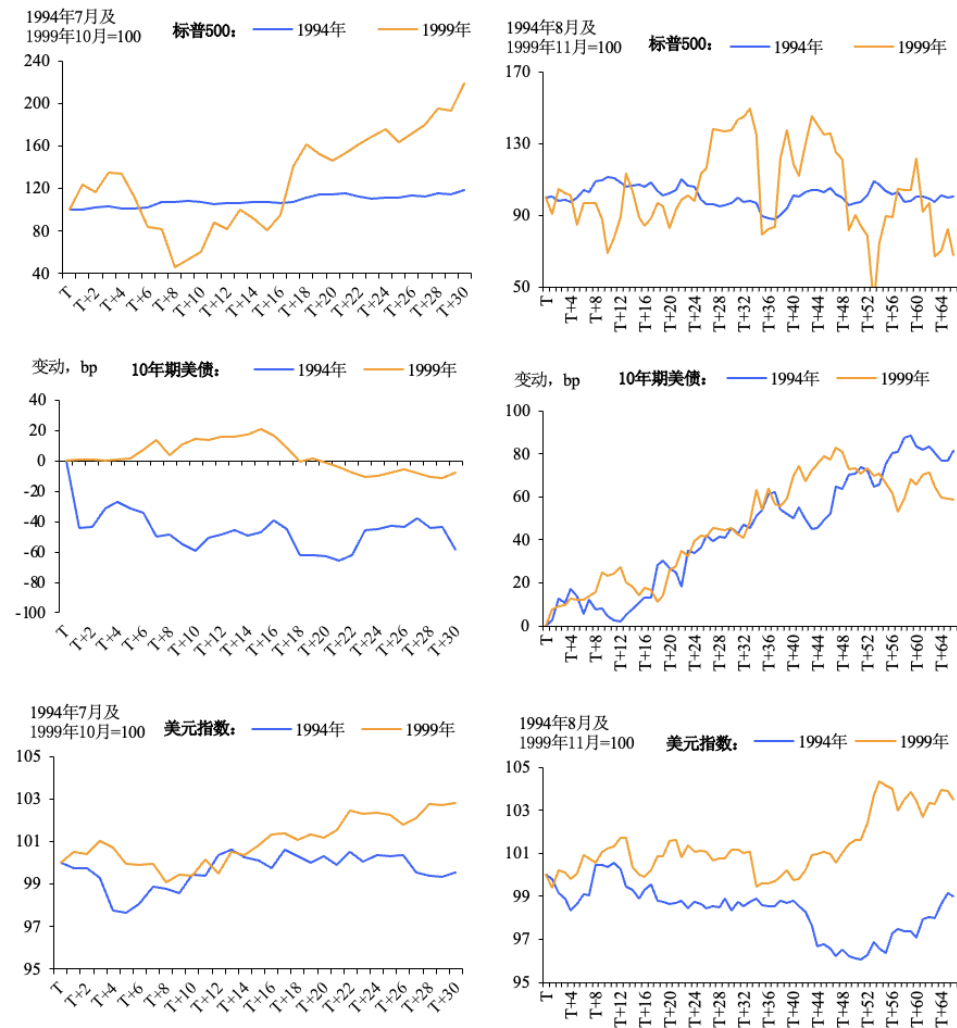 1994年7月及
1999年10月=100
标普500：
1994年
1999年
240
200
160
120
80
40
T
T+2
T+4
T+6
T+8
T+10
T+12
T+14
T+16
T+18
T+20
T+22
T+24
T+26
T+28
T+30
1994年8月及
1999年11月=100
标普500：
1994年
1999年
170
130
90
50
T
T+4
T+8
T+12
T+16
T+20
T+24
T+28
T+32
T+36
T+40
T+44
T+48
T+52
T+56
T+60
T+64
变动，bp
10年期美债：
1994年
1999年
40
20
0
-20
-40
-60
-80
-100
T
T+2
T+4
T+6
T+8
T+10
T+12
T+14
T+16
T+18
T+20
T+22
T+24
T+26
T+28
T+30
变动，bp
10年期美债：
1994年
1999年
100
80
60
40
20
0
T
T+4
T+8
T+12
T+16
T+20
T+24
T+28
T+32
T+36
T+40
T+44
T+48
T+52
T+56
T+60
T+64
1994年7月及
1999年10月=100
美元指数：
1994年
1999年
105
103
101
99
97
95
T
T+2
T+4
T+6
T+8
T+10
T+12
T+14
T+16
T+18
T+20
T+22
T+24
T+26
T+28
T+30
1994年8月及
1999年11月=100
美元指数：
1994年
1999年
105
103
101
99
97
95
T
T+4
T+8
T+12
T+16
T+20
T+24
T+28
T+32
T+36
T+40
T+44
T+48
T+52
T+56
T+60
T+64